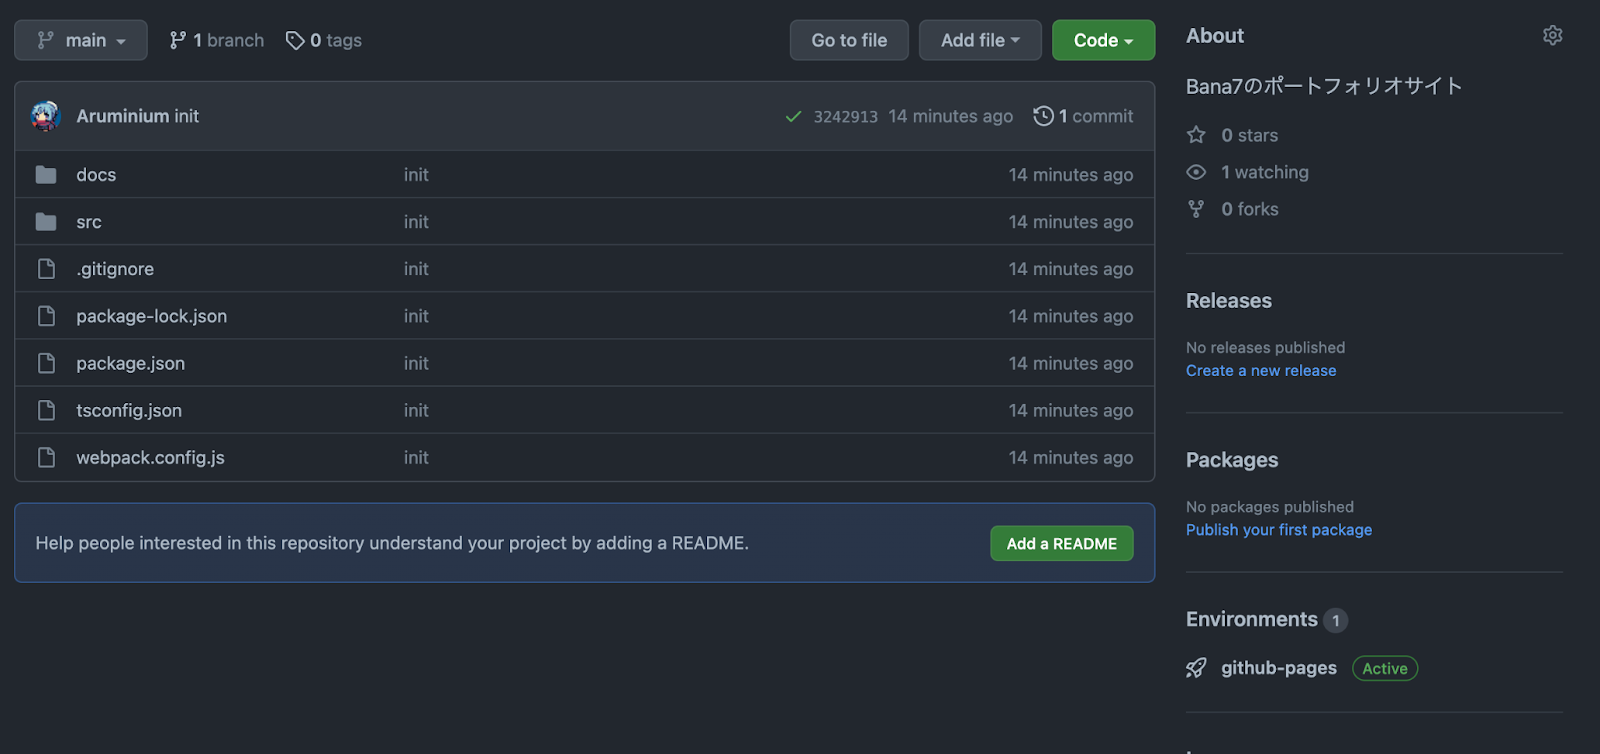 main 1 branch 0 tags Go to file Add file Code
Aruminium init 3242913 14 minutes ago 1 commit
docs init 14 minutes ago
src init 14 minutes ago
.gitignore init 14 minutes ago
package-lock.json init 14 minutes ago
package.json init 14 minutes ago
tsconfig.json init 14 minutes ago
webpack.config.js init 14 minutes ago
Help people interested in this repository understand your project by adding a README. Add a README
About
Bana7のポートフォリオサイト
0 stars
1 watching
0 forks
Releases
No releases published
Create a new release
Packages
No packages published
Publish your first package
Environments 1
github-pages Active